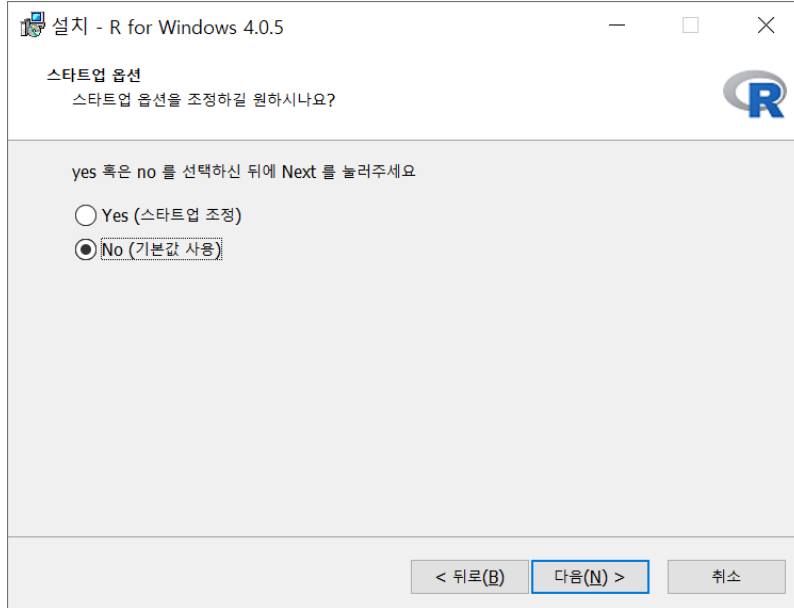 설치 - R for Windows 4.0.5
스타트업 옵션
스타트업 옵션을 조정하길 원하시나요?
R
yes 혹은 no 를 선택하신 뒤에 Next 를 눌러주세요
Yes (스타트업 조정)
No (기본값 사용)
< 뒤로(B)
다음(N) >
취소